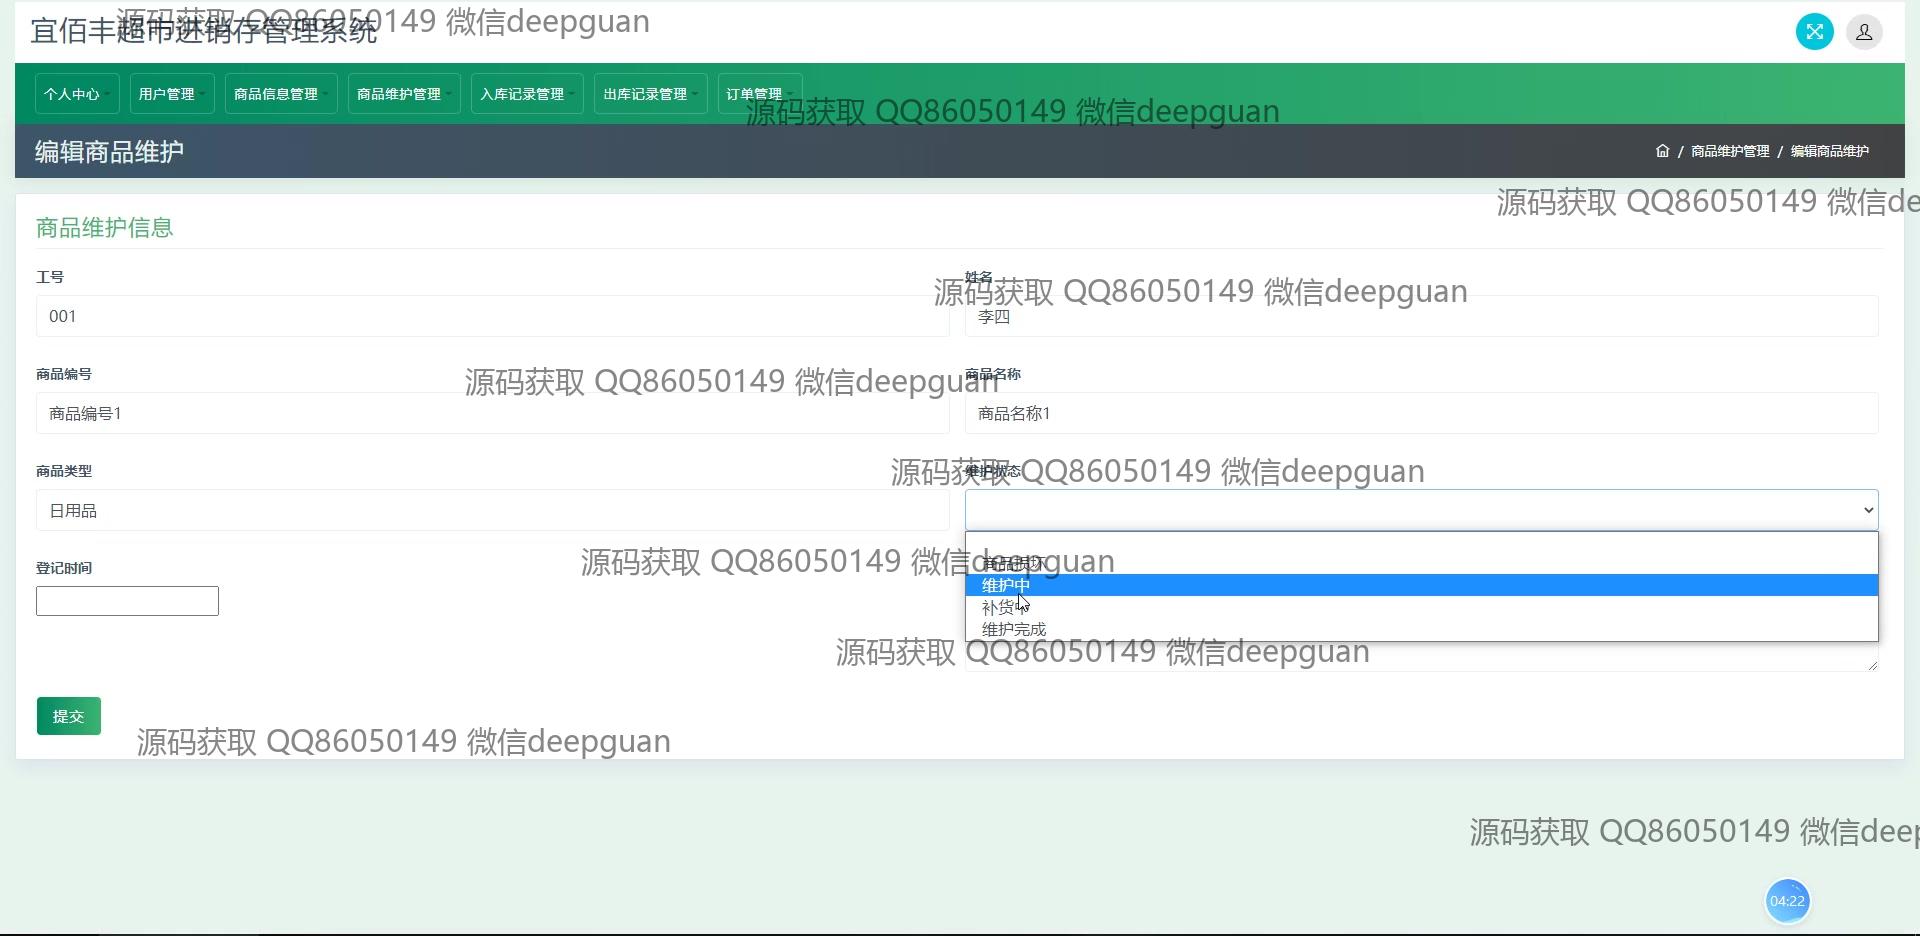 宜佰丰超市进销存管理系统
源码获取 QQ86050149 微信deepguan
个人中心
用户管理
商品信息管理
商品维护管理
入库记录管理
出库记录管理
订单管理
源码获取 QQ86050149 微信deepguan
编辑商品维护
/ 商品维护管理 / 编辑商品维护
源码获取 QQ86050149 微信de
商品维护信息
工号
姓名
源码获取 QQ86050149 微信deepguan
001
李四
商品编号
源码获取 QQ86050149 微信deepguan
商品名称
商品编号1
商品名称1
商品类型
维护状态
源码获取 QQ86050149 微信deepguan
日用品
登记时间
源码获取 QQ86050149 微信deepguan
商品损坏
维护中
补货中
维护完成
源码获取 QQ86050149 微信deepguan
提交
源码获取 QQ86050149 微信deepguan
源码获取 QQ86050149 微信deep
04:22